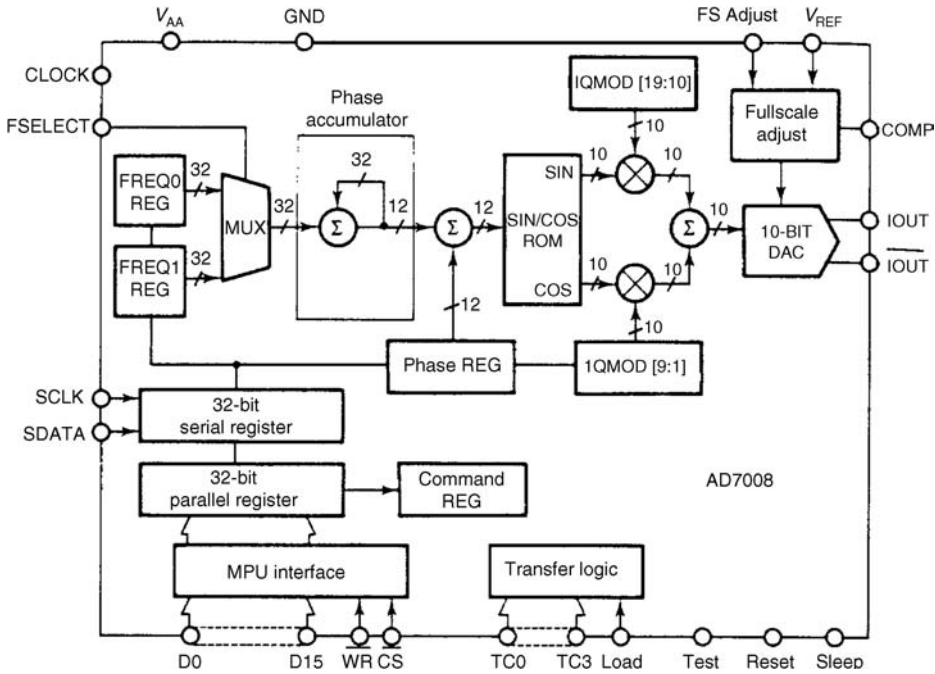 VAA
GND
FS Adjust
VREF
CLOCK
FSELECT
Phase
accumulator
IQMOD [19:10]
Fullscale
adjust
COMP
FREQ0
REG
32
MUX
32
32
Σ
12
Σ
12
SIN
SIN/COS
ROM
COS
10
10
10
Σ
10
10-BIT
DAC
IOUT
IOUT
FREQ1
REG
32
10
10
12
10
Phase REG
1QMOD [9:1]
SCLK
SDATA
32-bit
serial register
32-bit
parallel register
Command
REG
AD7008
MPU interface
Transfer logic
D0
D15
WR
CS
TC0
TC3
Load
Test
Reset
Sleep